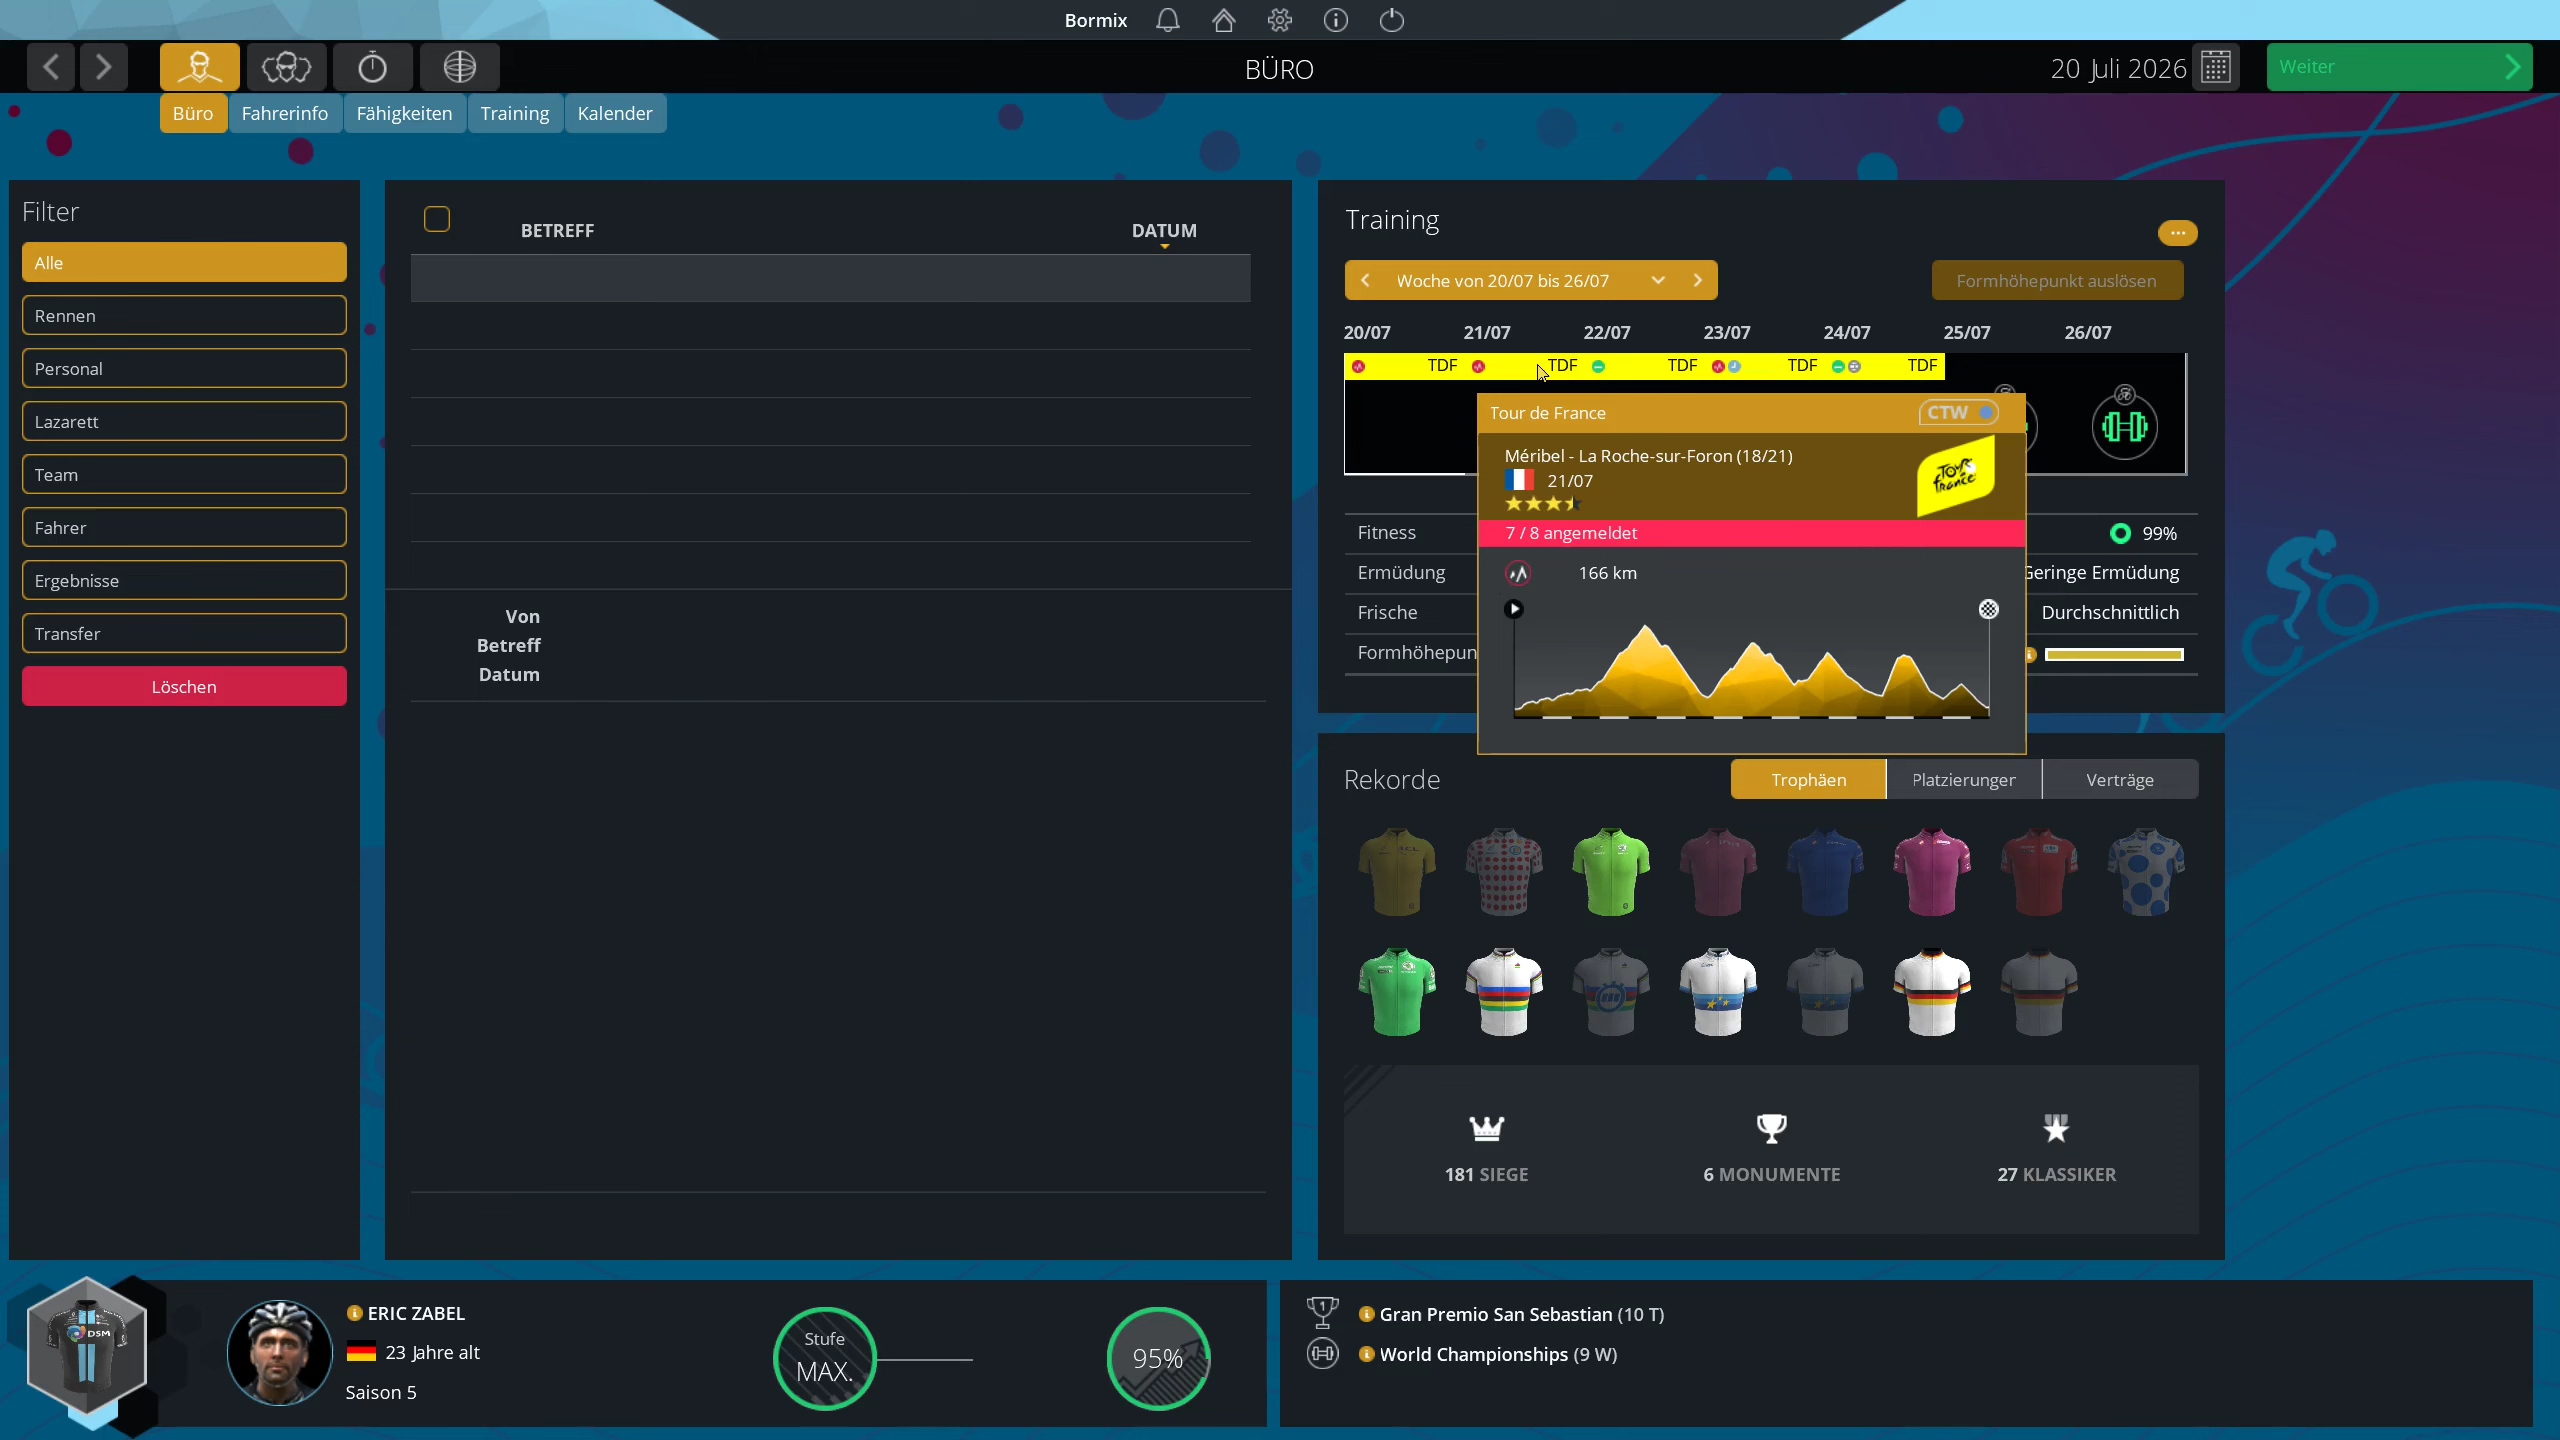 Bormix
BÜRO
20 Juli 2026
Weiter
Büro
Fahrerinfo
Fähigkeiten
Training
Kalender
Filter
Alle
Rennen
Personal
Lazarett
Team
Fahrer
Ergebnisse
Transfer
Löschen
BETREFF
DATUM
Von
Betreff
Datum
Training
Woche von 20/07 bis 26/07
Formhöhepunkt auslösen
20/07 21/07 22/07 23/07 24/07 25/07 26/07
TDF TDF TDF TDF TDF
Tour de France
CTW
Méribel - La Roche-sur-Foron (18/21)
21/07
TOUR de france
7 / 8 angemeldet
166 km
Fitness 99%
Ermüdung Geringe Ermüdung
Frische Durchschnittlich
Formhöhepun
Rekorde
Trophäen
Platzierunger
Verträge
181 SIEGE
6 MONUMENTE
27 KLASSIKER
DSM
ERIC ZABEL
23 Jahre alt
Saison 5
Stufe
MAX.
95%
Gran Premio San Sebastian (10 T)
World Championships (9 W)